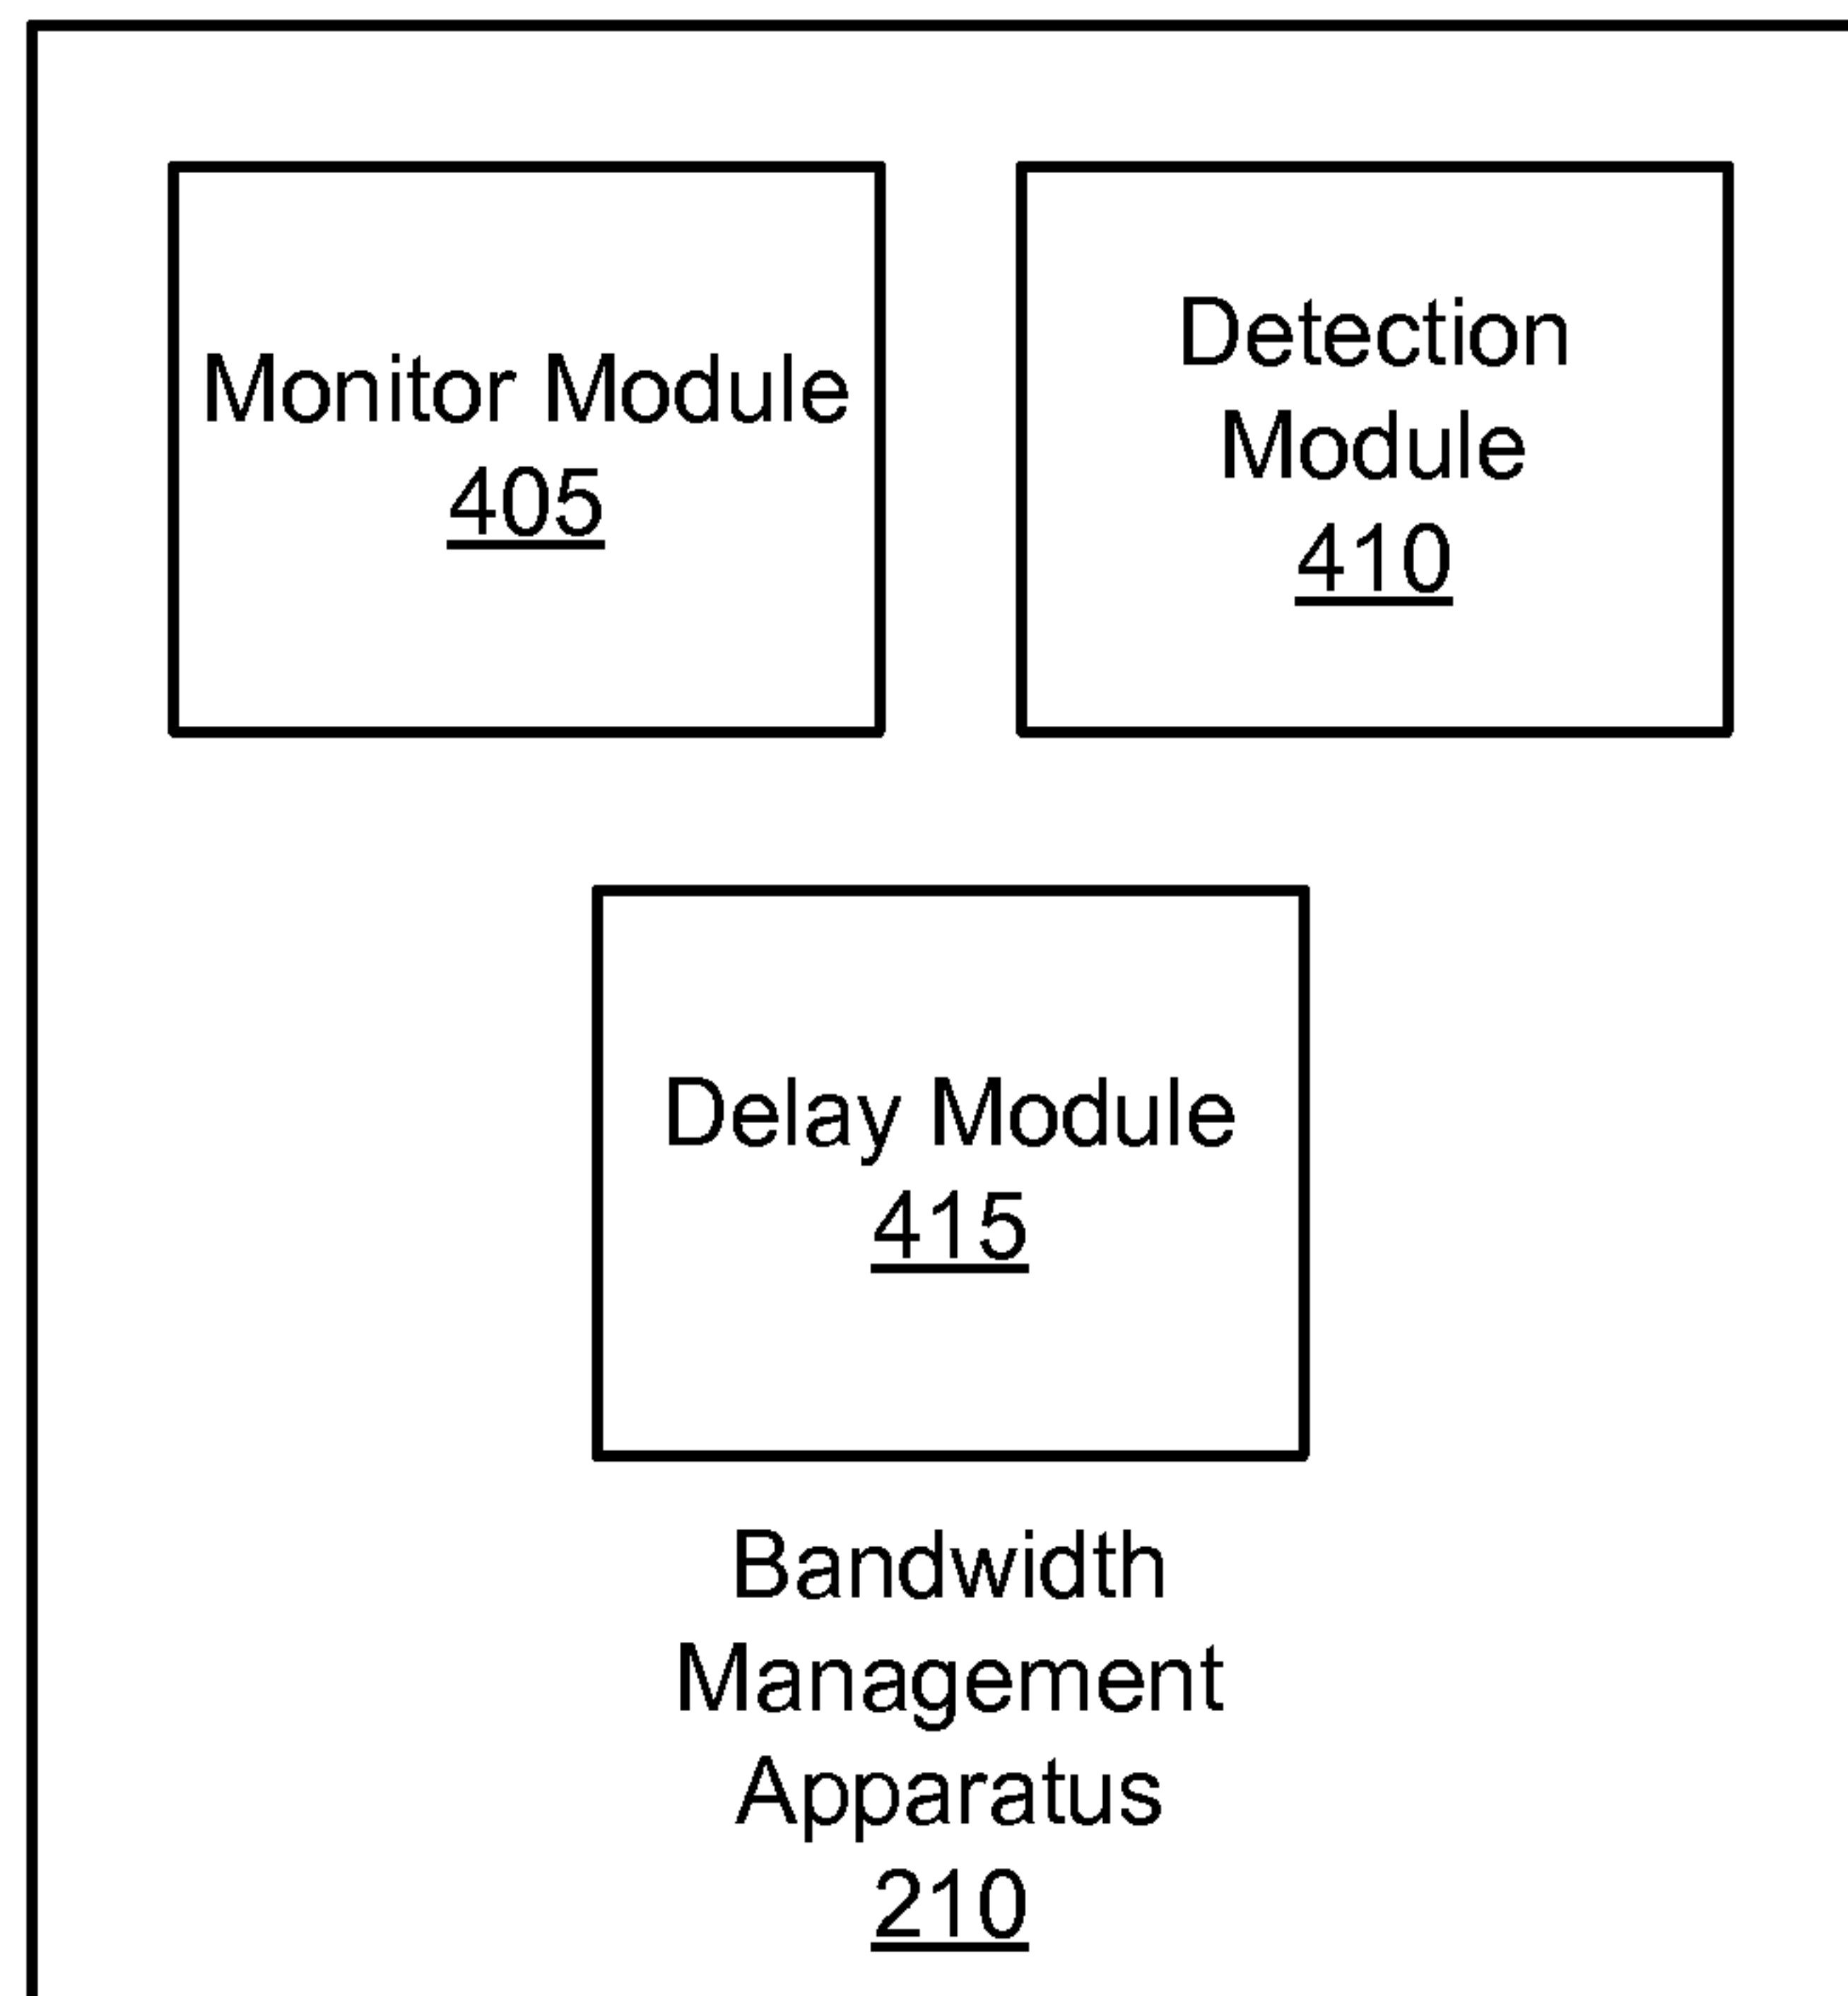 Monitor Module
405
Detection
Module
410
Delay Module
415
Bandwidth
Management
Apparatus
210